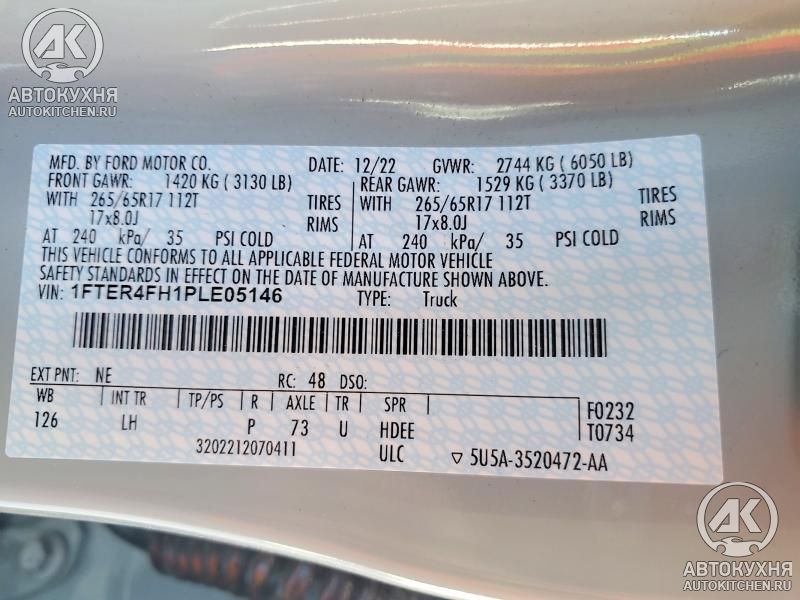 АК
АВТОКУХНЯ
AUTOKITCHEN.RU
MFD. BY FORD MOTOR CO. DATE: 12/22 GVWR: 2744 KG ( 6050 LB)
FRONT GAWR: 1420 KG ( 3130 LB) REAR GAWR: 1529 KG ( 3370 LB)
WITH 265/65R17 112T TIRES WITH 265/65R17 112T TIRES
17x8.0J RIMS 17x8.0J RIMS
AT 240 kPa/ 35 PSI COLD AT 240 kPa/ 35 PSI COLD
THIS VEHICLE CONFORMS TO ALL APPLICABLE FEDERAL MOTOR VEHICLE
SAFETY STANDARDS IN EFFECT ON THE DATE OF MANUFACTURE SHOWN ABOVE.
VIN: 1FTER4FH1PLE05146 TYPE: Truck
EXT PNT: NE RC: 48 DSO:
WB INT TR TP/PS R AXLE TR SPR F0232
126 LH P 73 U HDEE T0734
3202212070411 ULC ▽ 5U5A-3520472-AA
АК
АВТОКУХНЯ
AUTOKITCHEN.RU